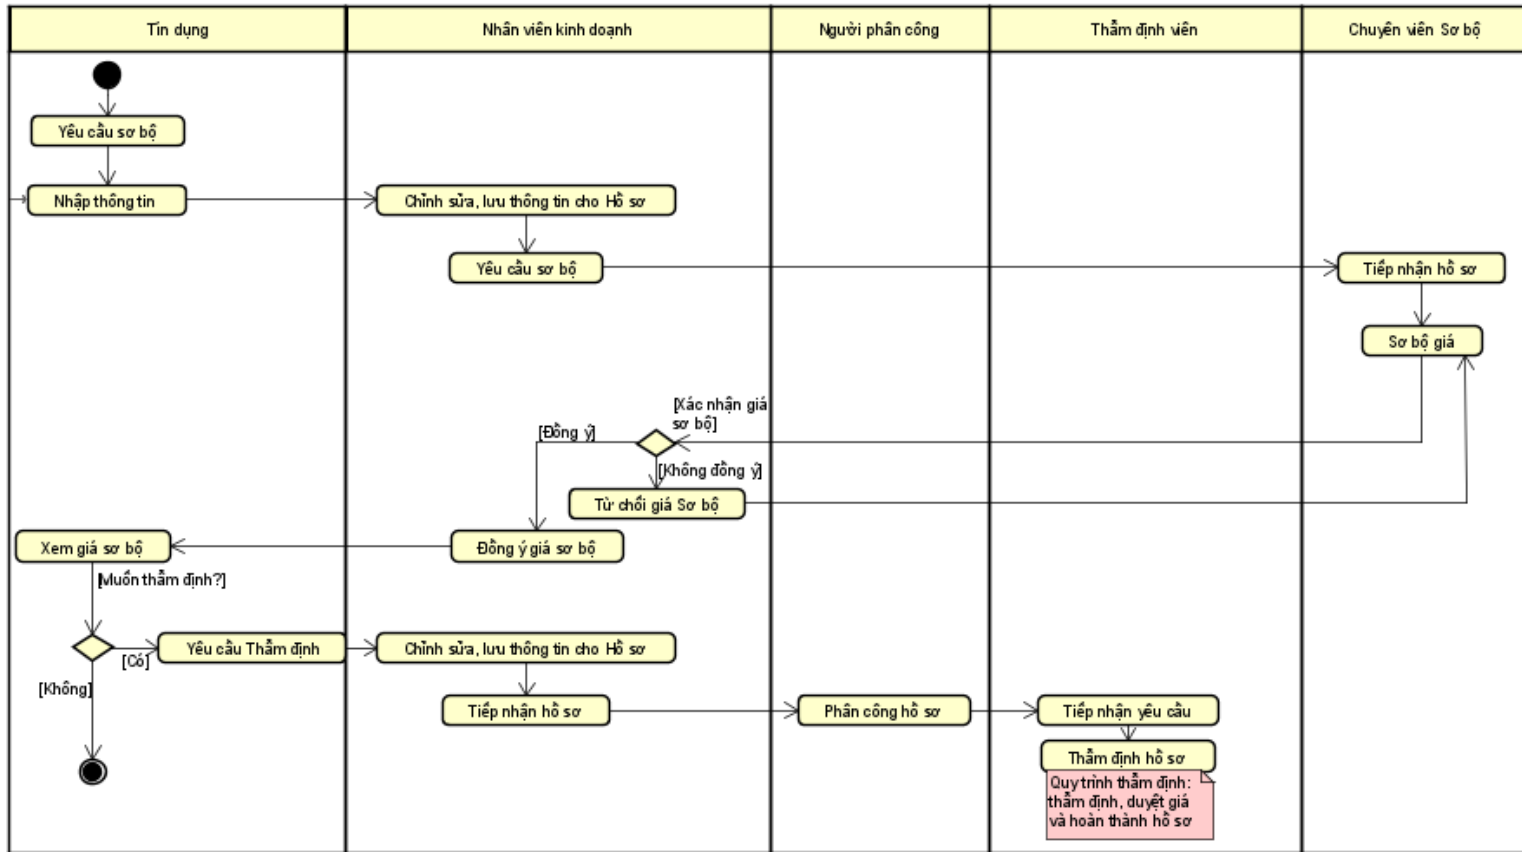 Tín dụng
Nhân viên kinh doạnh
Người phân công
Thẩm định viên
Chuyên viên Sơ bộ
Yêu cầu sơ bộ
Nhập thông tin
Chỉnh sửa, lưu thông tin cho Hồ sơ
Yêu cầu sơ bộ
Tiếp nhận hồ sơ
Sơ bộ giá
[Xác nhận giá
sơ bộ]
[Đồng ý]
[Không đồng ý]
Từ chối giá Sơ bộ
Xem giá sơ bộ
Đồng ý giá sơ bộ
[Muốn thẩm định?]
Yêu cầu Thẩm định
Chỉnh sửa, lưu thông tin cho Hồ sơ
[Có]
[Không]
Tiếp nhận hồ sơ
Phân công hồ sơ
Tiếp nhận yêu cầu
Thẩm định hồ sơ
Quy trình thẩm định:
thẩm định, duyệt giá
và hoàn thành hồ sơ